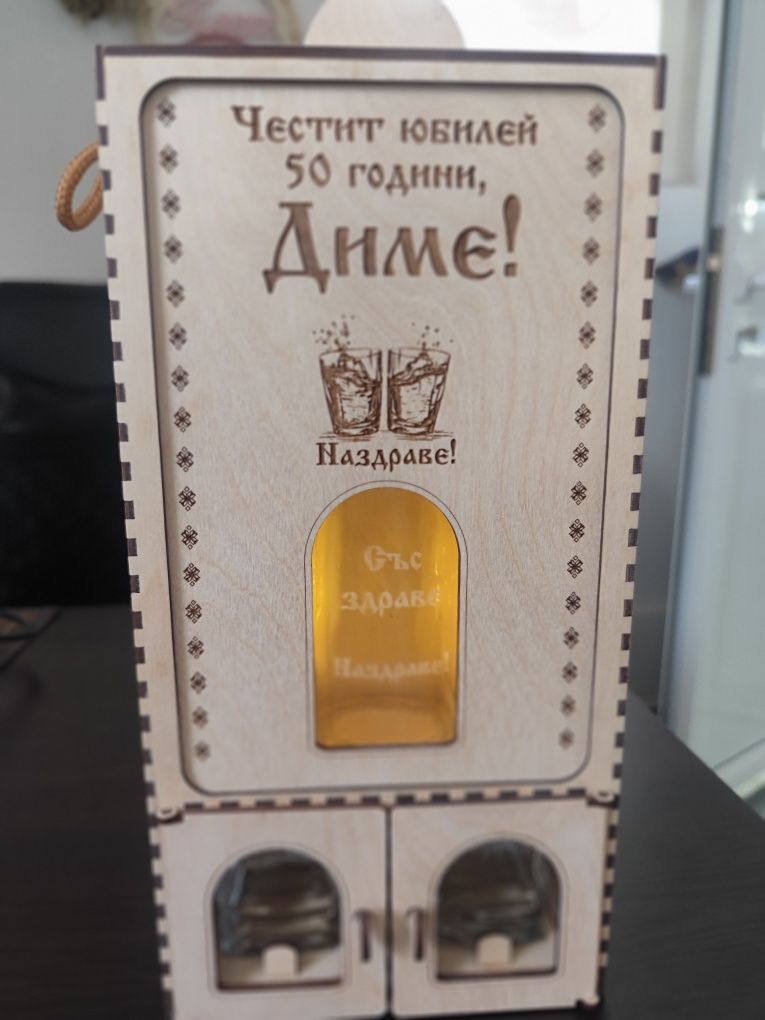 Честит юбилей
50 години,
Диме!
Наздраве!
Със
здраве
Наздраве!